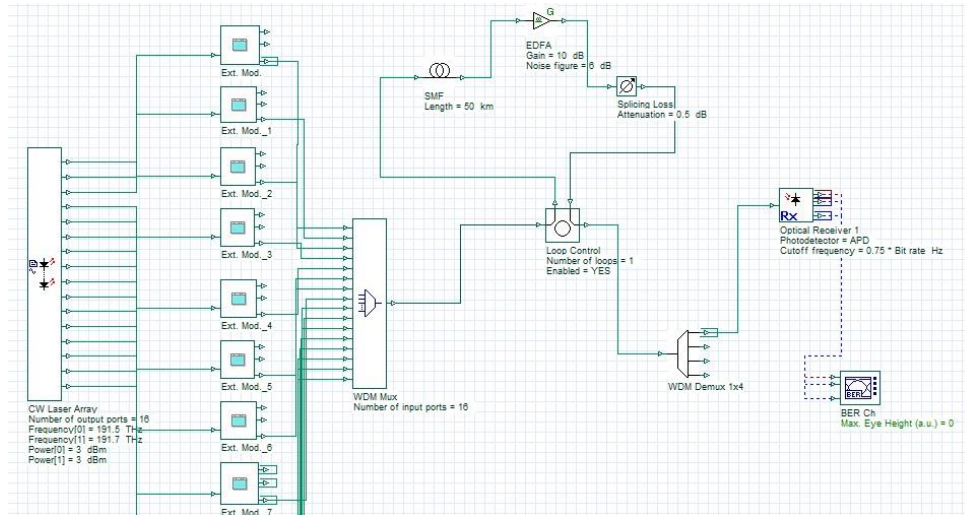 G
EDFA
Gain = 10 dB
Noise figure = 6 dB
Ext. Mod.
SMF
Length = 50 km
Splicing Loss
Attenuation = 0.5 dB
Ext. Mod._1
Ext. Mod._2
Rx
Optical Receiver 1
Photodetector = APD
Cutoff frequency = 0.75 * Bit rate Hz
Ext. Mod._3
Loop Control
Number of loops = 1
Enabled = YES
Ext. Mod._4
Ext. Mod._5
WDM Demux 1x4
WDM Mux
Number of input ports = 16
BER
BER Ch
Max. Eye Height (a.u.) = 0
CW Laser Array
Number of output ports = 16
Frequency[0] = 191.5 THz
Frequency[1] = 191.7 THz
Power[0] = 3 dBm
Power[1] = 3 dBm
Ext. Mod._6
Ext. Mod._7